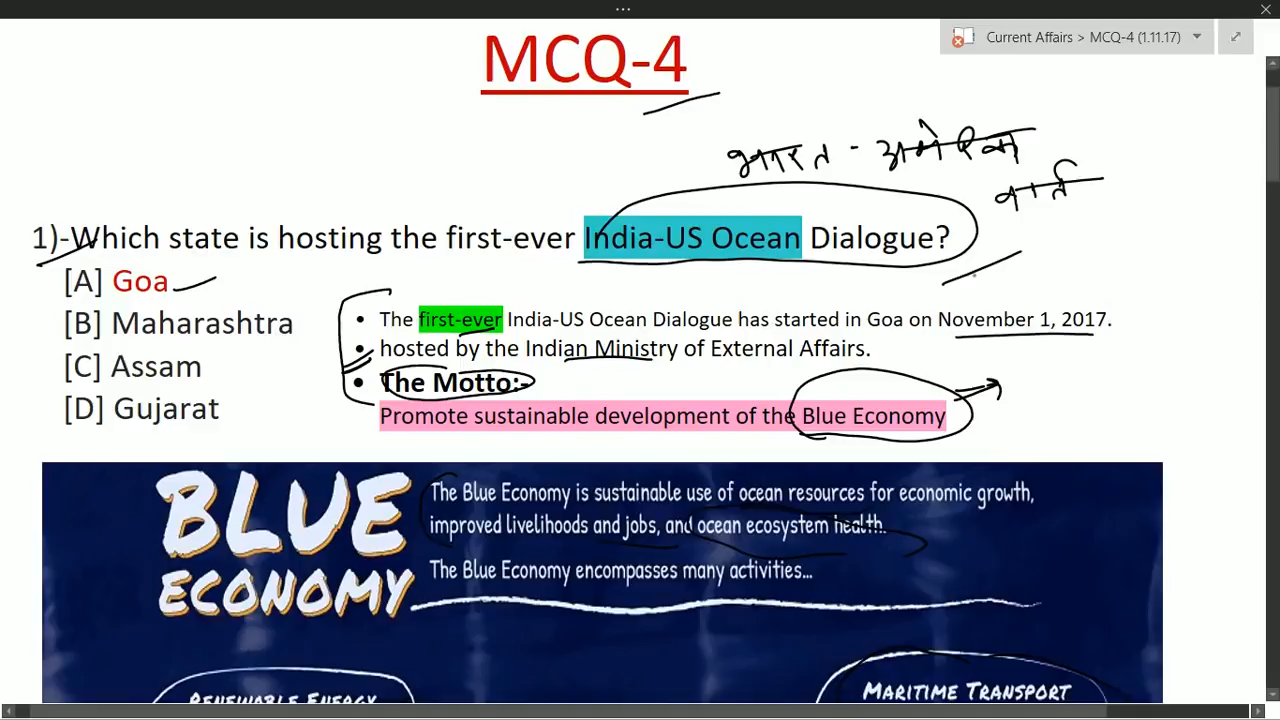 Current Affairs > MCQ-4 (1.11.17)
MCQ-4
भारत - अमेरिका
वार्ता
1)-Which state is hosting the first-ever India-US Ocean Dialogue?
[A] Goa
[B] Maharashtra
[C] Assam
[D] Gujarat
• The first-ever India-US Ocean Dialogue has started in Goa on November 1, 2017.
• hosted by the Indian Ministry of External Affairs.
• The Motto:-
Promote sustainable development of the Blue Economy
BLUE
ECONOMY
The Blue Economy is sustainable use of ocean resources for economic growth,
improved livelihoods and jobs, and ocean ecosystem health.
The Blue Economy encompasses many activities...
RENEWABLE ENERGY
MARITIME TRANSPORT